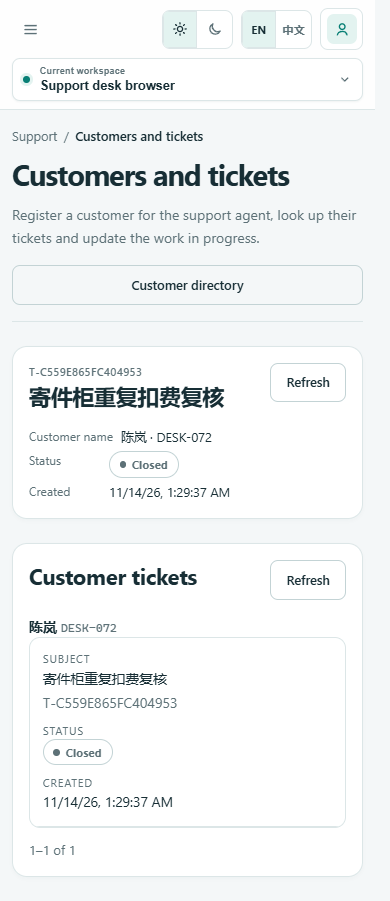 EN 中文
Current workspace
Support desk browser
Support / Customers and tickets
Customers and tickets
Register a customer for the support agent, look up their
tickets and update the work in progress.
Customer directory
T-C559E865FC404953
寄件柜重复扣费复核
Refresh
Customer name 陈岚 · DESK-072
Status Closed
Created 11/14/26, 1:29:37 AM
Customer tickets
Refresh
陈岚 DESK-072
SUBJECT
寄件柜重复扣费复核
T-C559E865FC404953
STATUS
Closed
CREATED
11/14/26, 1:29:37 AM
1–1 of 1